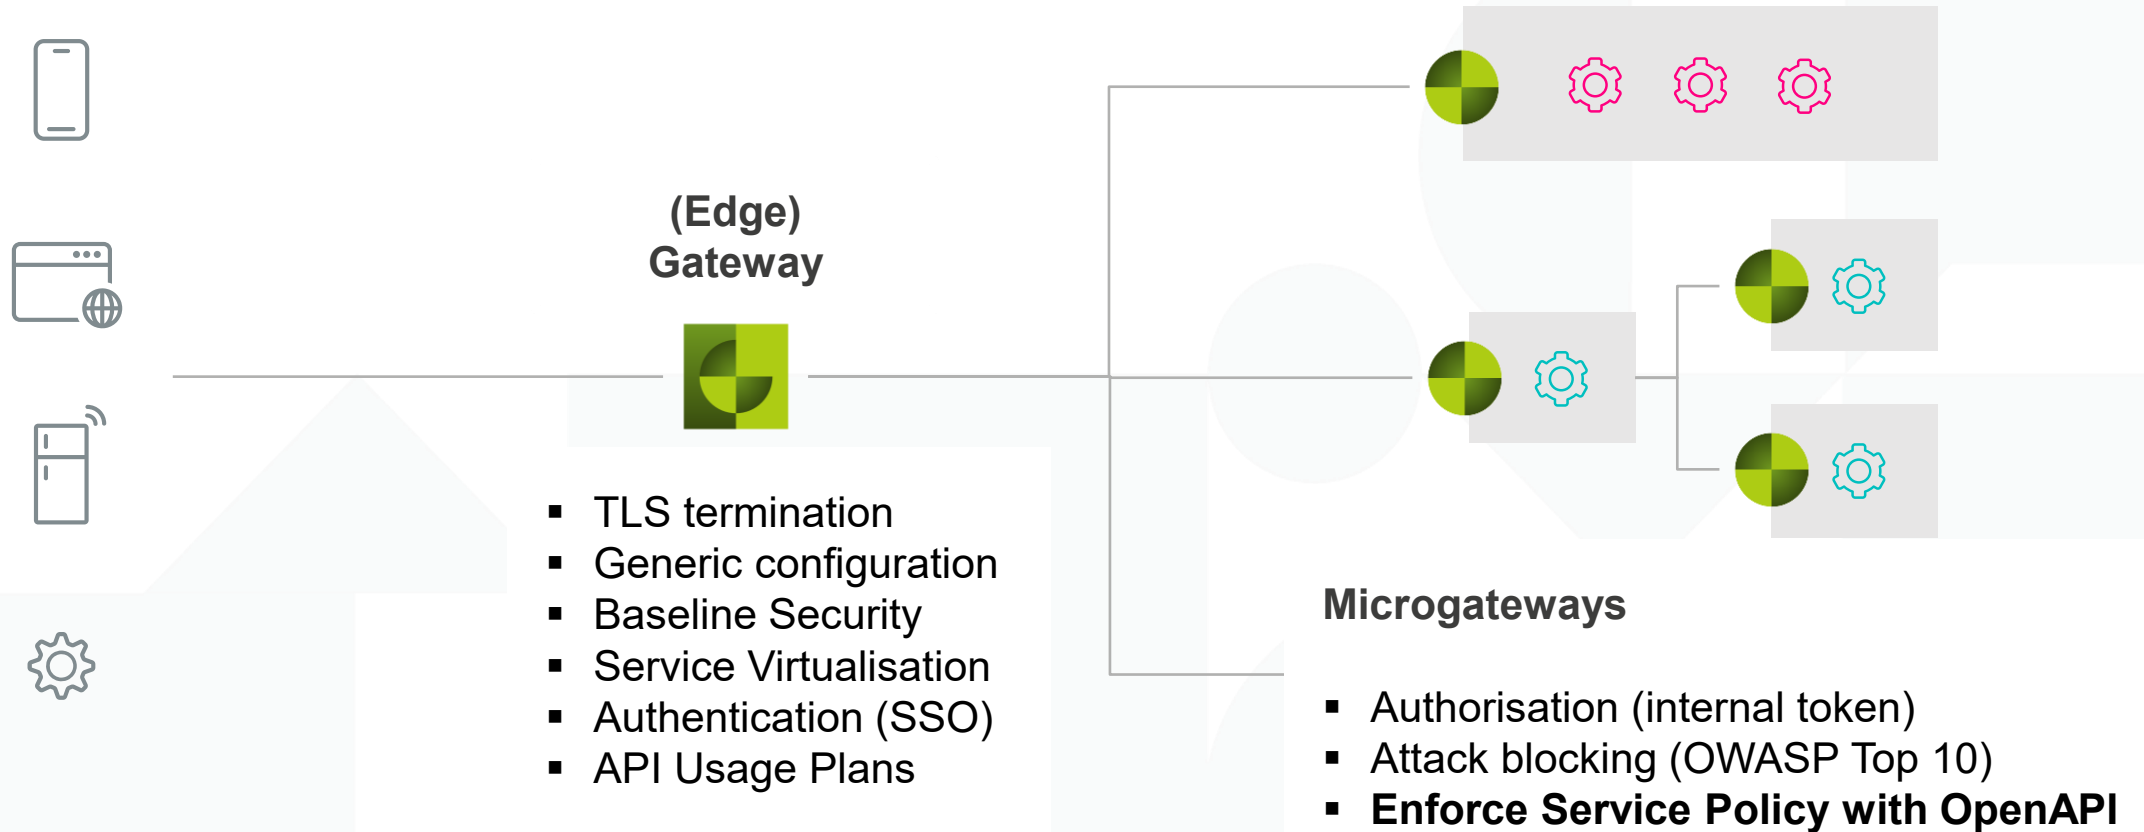 (Edge)
Gateway
▪ TLS termination
▪ Generic configuration
▪ Baseline Security
▪ Service Virtualisation
▪ Authentication (SSO)
▪ API Usage Plans
Microgateways
▪ Authorisation (internal token)
▪ Attack blocking (OWASP Top 10)
▪ Enforce Service Policy with OpenAPI